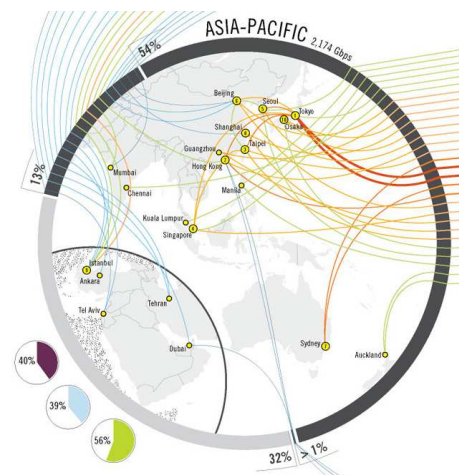 ASIA-PACIFIC 2,174 Gbps
54%
13%
Beijing
Seoul
Tokyo
Osaka
Shanghai
Taipei
Guangzhou
Hong Kong
Mumbai
Chennai
Manila
Kuala Lumpur
Singapore
Istanbul
Ankara
Tehran
Tel Aviv
Dubai
Sydney
Auckland
40%
39%
56%
32%
> 1%